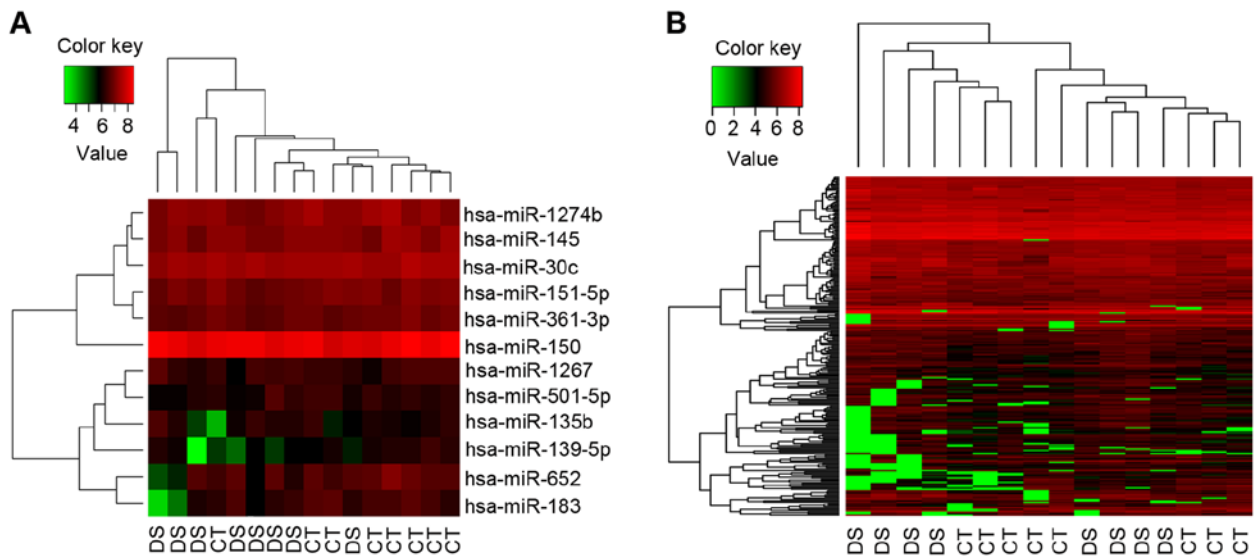 A
Color key
4 6 8
Value
hsa-miR-1274b
hsa-miR-145
hsa-miR-30c
hsa-miR-151-5p
hsa-miR-361-3p
hsa-miR-150
hsa-miR-1267
hsa-miR-501-5p
hsa-miR-135b
hsa-miR-139-5p
hsa-miR-652
hsa-miR-183
DS DS DS CT DS DS DS DS CT CT DS CT CT CT CT CT
B
Color key
0 2 4 6 8
Value
DS DS DS DS CT CT CT CT CT DS DS DS DS CT CT CT